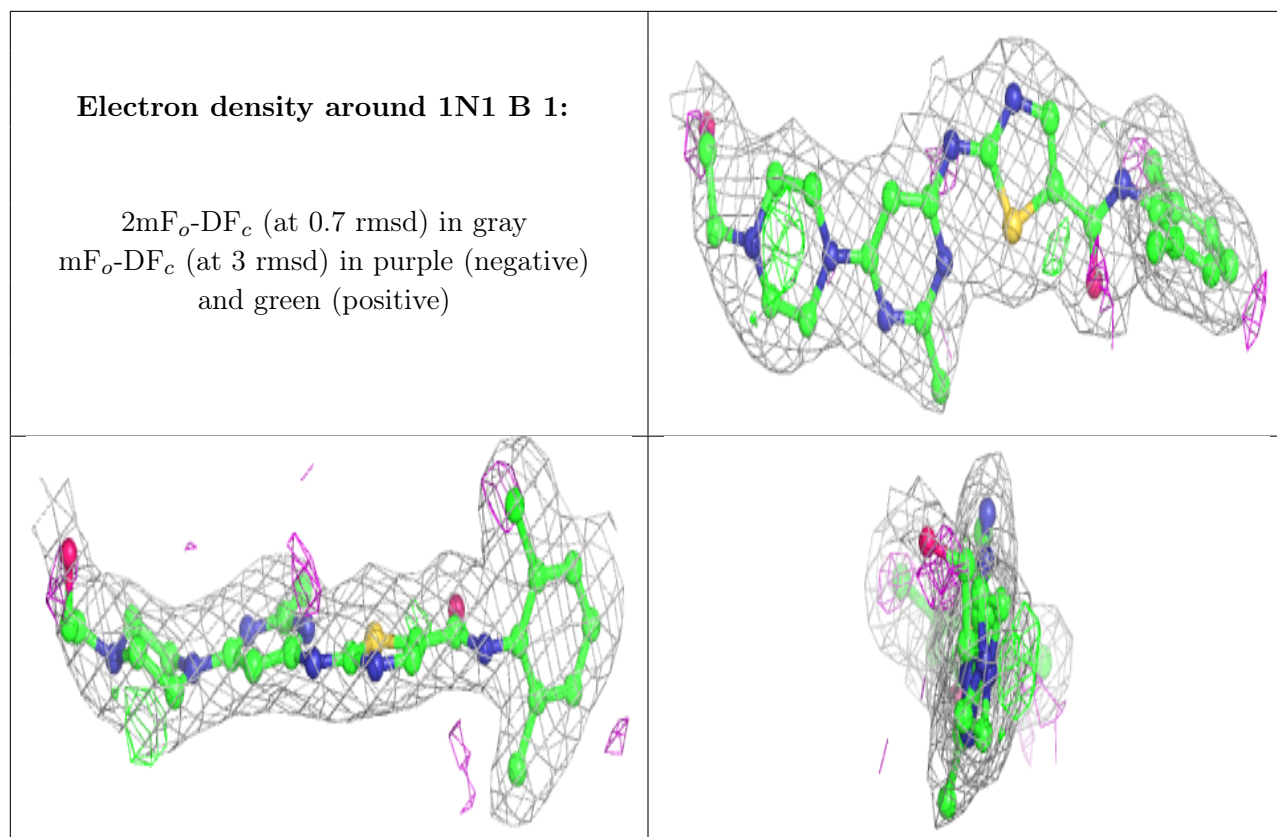 Electron density around 1N1 B 1:
2mFₒ-DF𝒸 (at 0.7 rmsd) in gray
mFₒ-DF𝒸 (at 3 rmsd) in purple (negative)
and green (positive)